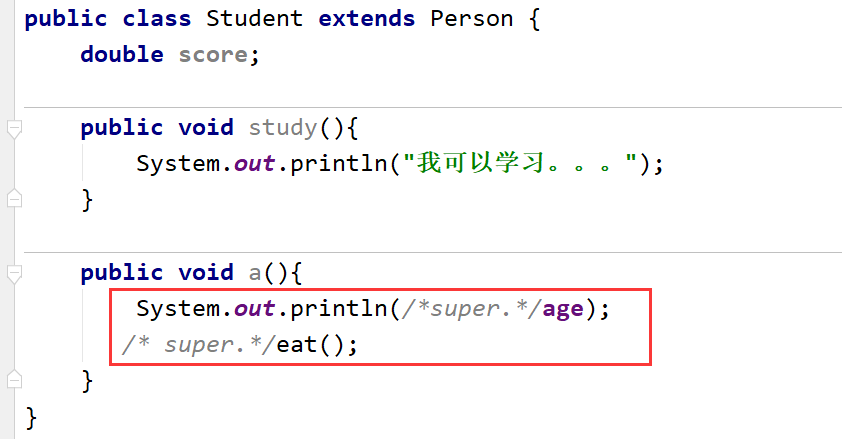 public class Student extends Person {
    double score;
    public void study(){
        System.out.println("我可以学习。。。");
    }
    public void a(){
        System.out.println(/*super.*/age);
       /* super.*/eat();
    }
}